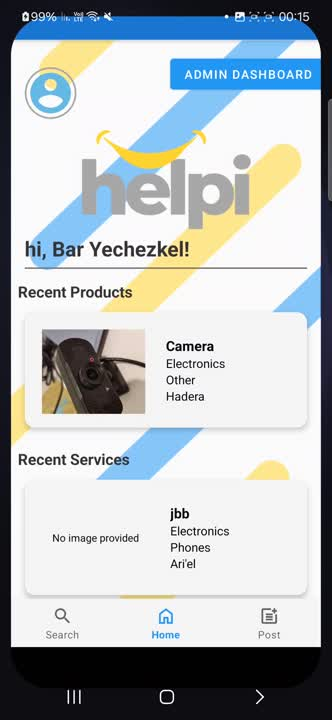 99%
00:15
ADMIN DASHBOARD
helpi
hi, Bar Yechezkel!
Recent Products
Camera
Electronics
Other
Hadera
Recent Services
No image provided
jbb
Electronics
Phones
Ari'el
Search
Home
Post